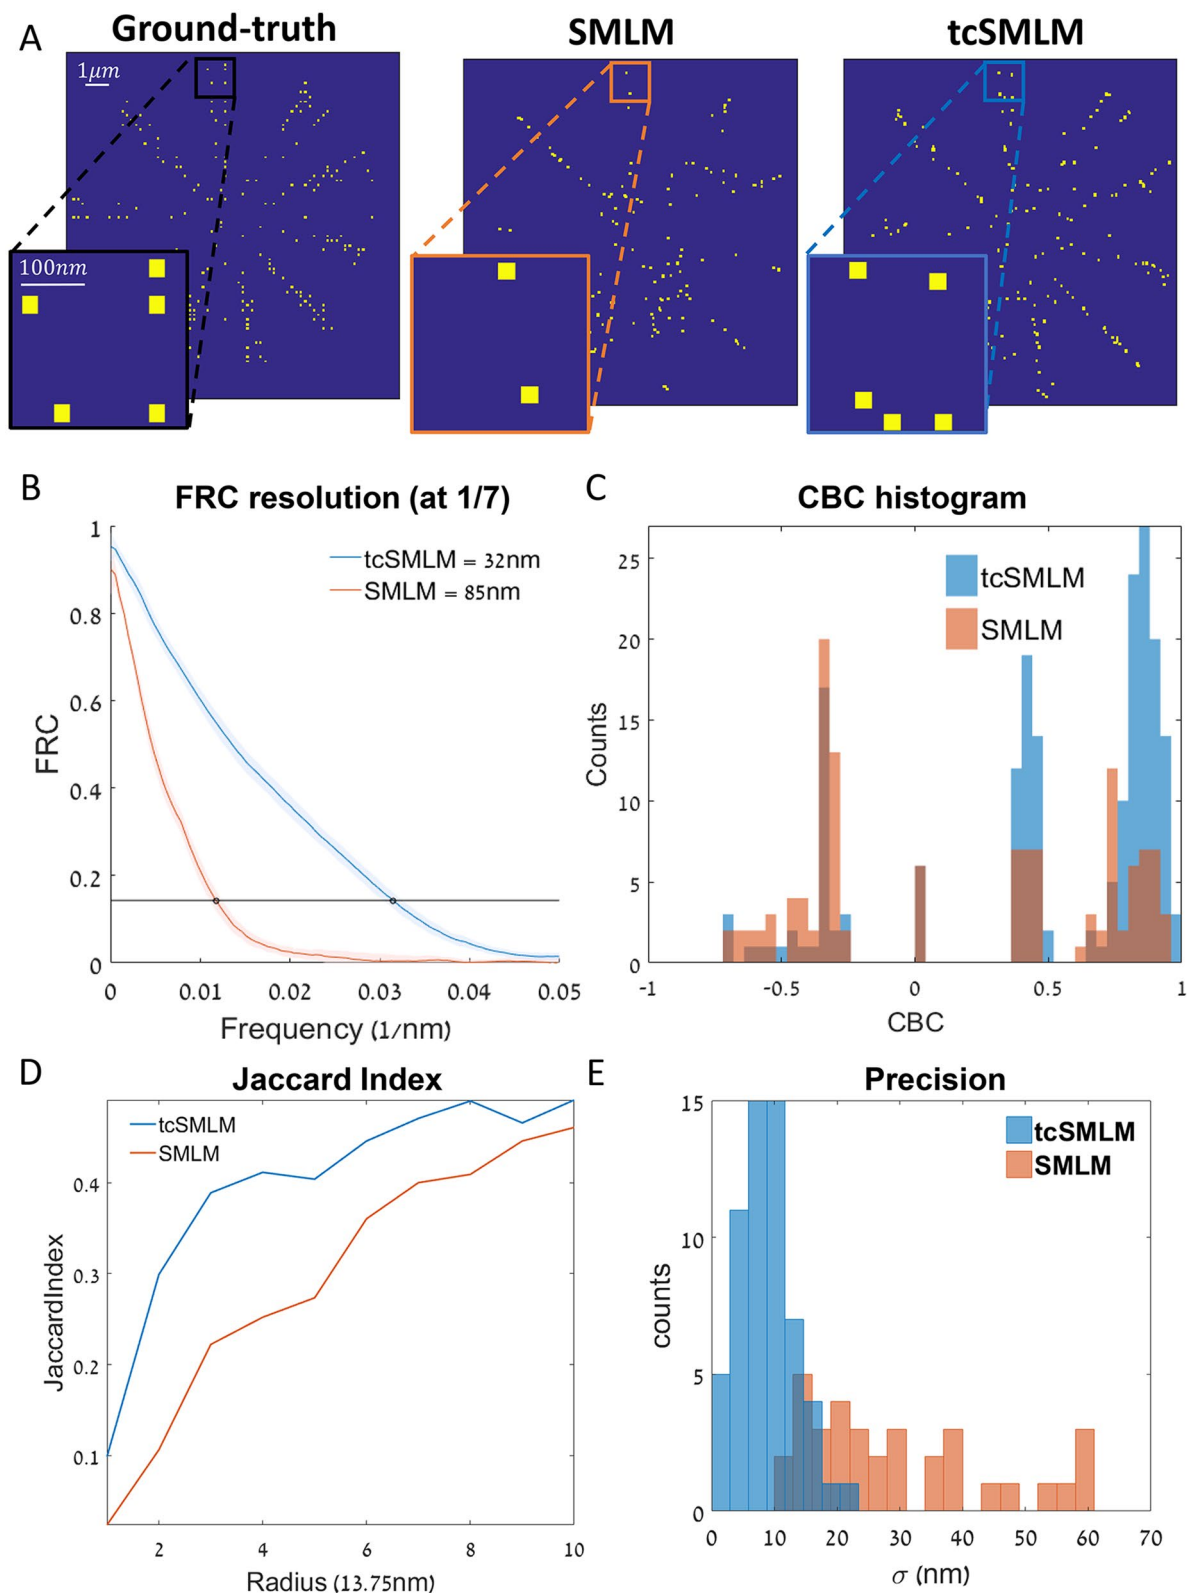 A
Ground-truth
SMLM
tcSMLM
1μm
100nm
B
FRC resolution (at 1/7)
1
0.8
0.6
0.4
0.2
0
FRC
tcSMLM = 32nm
SMLM = 85nm
0 0.01 0.02 0.03 0.04 0.05
Frequency (1/nm)
C
CBC histogram
25
20
15
10
5
0
Counts
tcSMLM
SMLM
-1 -0.5 0 0.5 1
CBC
D
Jaccard Index
tcSMLM
SMLM
0.4
0.3
0.2
0.1
JaccardIndex
2 4 6 8 10
Radius (13.75nm)
E
Precision
15
10
5
0
counts
tcSMLM
SMLM
0 10 20 30 40 50 60 70
σ (nm)